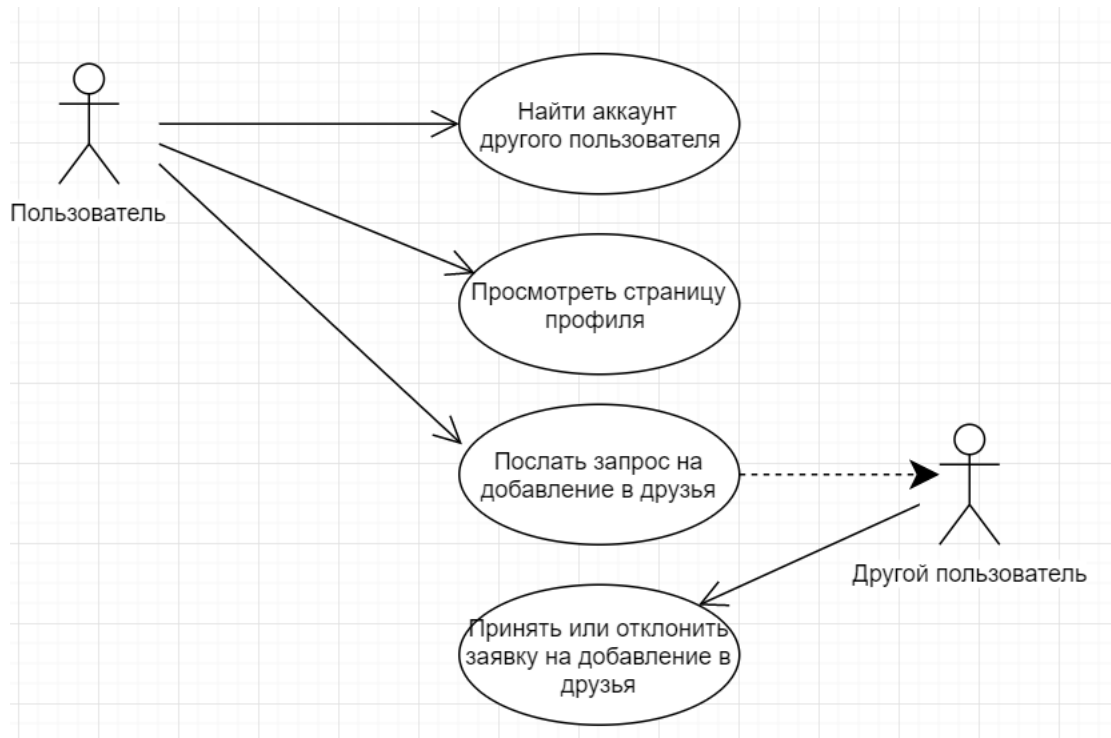 Найти аккаунт
другого пользователя
Пользователь
Просмотреть страницу
профиля
Послать запрос на
добавление в друзья
Другой пользователь
Принять или отклонить
заявку на добавление в
друзья